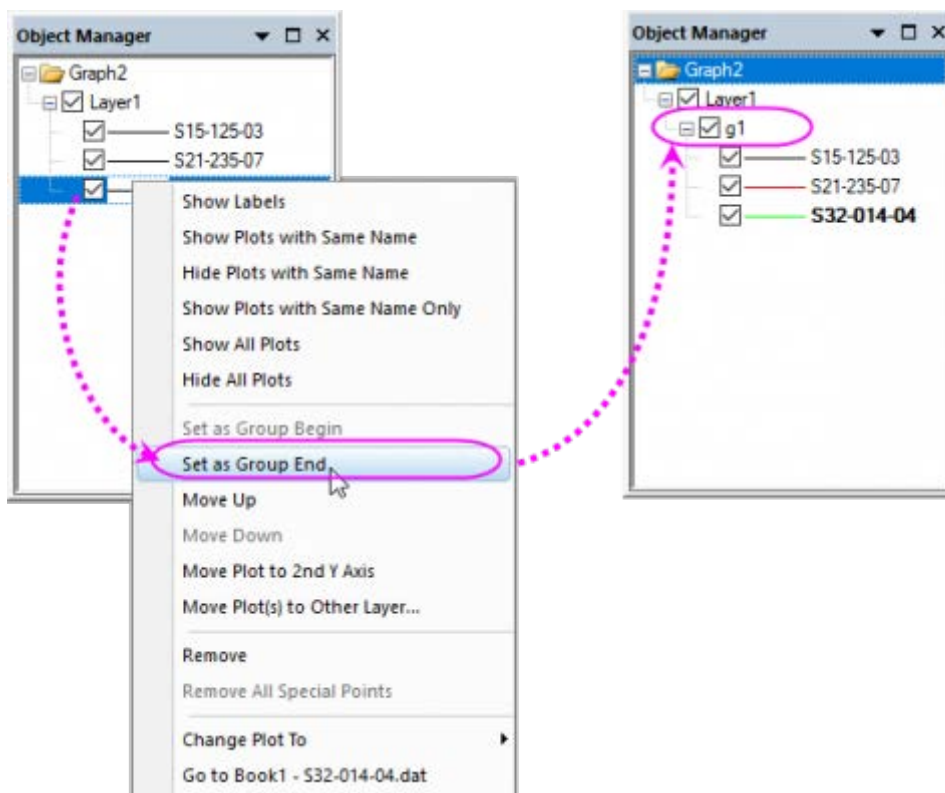 Object Manager
Graph2
Layer1
S15-125-03
S21-235-07
Show Labels
Show Plots with Same Name
Hide Plots with Same Name
Show Plots with Same Name Only
Show All Plots
Hide All Plots
Set as Group Begin
Set as Group End
Move Up
Move Down
Move Plot to 2nd Y Axis
Move Plot(s) to Other Layer...
Remove
Remove All Special Points
Change Plot To
Go to Book1 - S32-014-04.dat
Object Manager
Graph2
Layer1
g1
S15-125-03
S21-235-07
S32-014-04